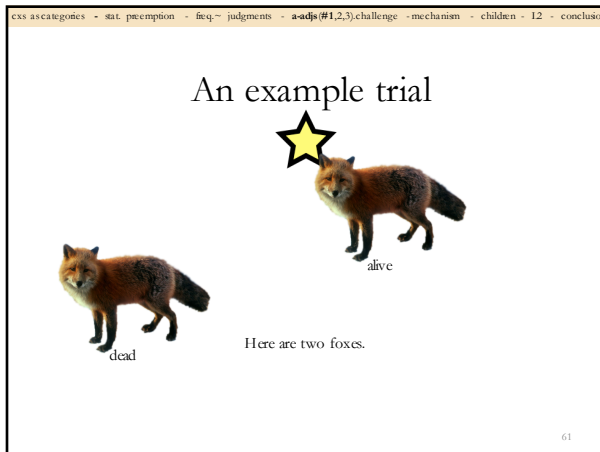 cxs as categories - stat. preemption - freq.~ judgments - a-adjs(#1,2,3).challenge - mechanism - children - L2 - conclusio
An example trial
alive
dead
Here are two foxes.
61